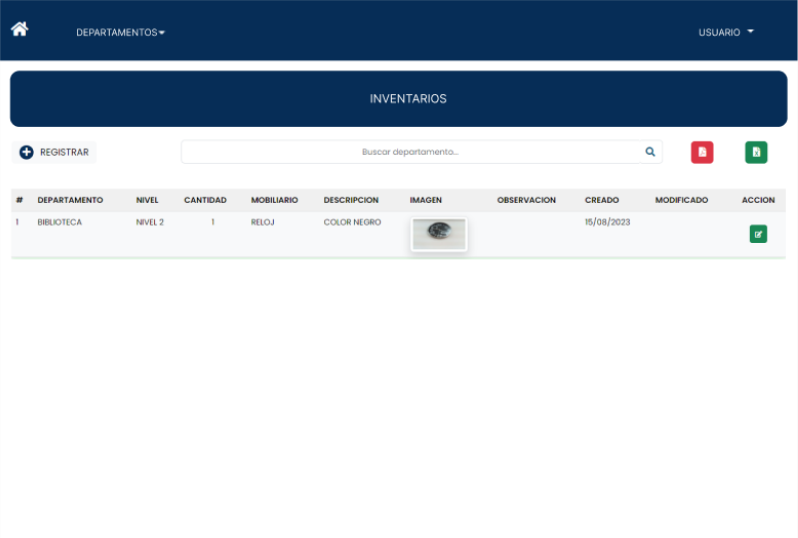 DEPARTAMENTOS USUARIO
INVENTARIOS
REGISTRAR Buscar departamento...
# DEPARTAMENTO NIVEL CANTIDAD MOBILIARIO DESCRIPCION IMAGEN OBSERVACION CREADO MODIFICADO ACCION
1 BIBLIOTECA NIVEL 2 1 RELOJ COLOR NEGRO 15/08/2023